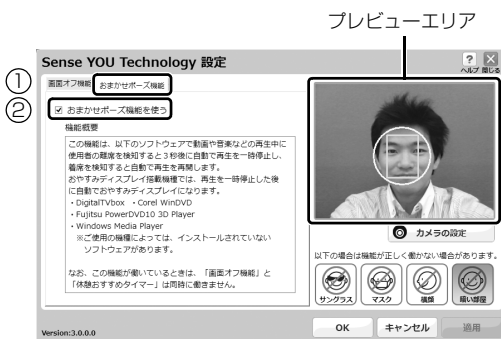 プレビューエリア
Sense YOU Technology 設定
? X
ヘルプ 閉じる
① 画面オフ機能 おまかせポーズ機能
② おまかせポーズ機能を使う
機能概要
この機能は、以下のソフトウェアで動画や音楽などの再生中に
使用者の離席を検知すると3秒後に自動で再生を一時停止し、
着席を検知すると自動で再生を再開します。
おやすみディスプレイ搭載機種では、再生を一時停止した後
に自動でおやすみディスプレイになります。
・DigitalTVbox ・Corel WinDVD
・Fujitsu PowerDVD10 3D Player
・Windows Media Player
※ご使用の機種によっては、インストールされていない
ソフトウェアがあります。
なお、この機能が働いているときは、「画面オフ機能」と
「休憩おすすめタイマー」は同時に働きません。
カメラの設定
以下の場合は機能が正しく働かない場合があります。
サングラス マスク 横顔 暗い部屋
Version:3.0.0.0
OK キャンセル 適用